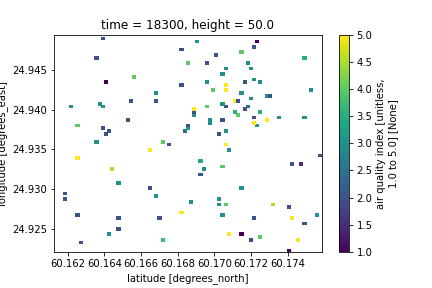 time = 18300, height = 50.0
longitude [degrees_east]
24.945
24.940
24.935
24.930
24.925
60.162 60.164 60.166 60.168 60.170 60.172 60.174
latitude [degrees_north]
5.0
4.5
4.0
3.5
3.0
2.5
2.0
1.5
1.0
air quality index [unitless,
1.0 to 5.0] [None]